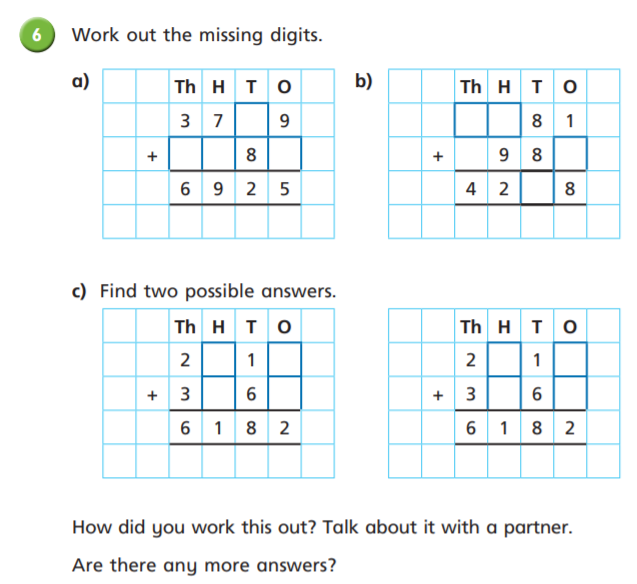 6 Work out the missing digits.
a) Th H T O
3 7 9
+ 8
6 9 2 5
b) Th H T O
8 1
+ 9 8
4 2 8
c) Find two possible answers.
Th H T O
2 1
+ 3 6
6 1 8 2
Th H T O
2 1
+ 3 6
6 1 8 2
How did you work this out? Talk about it with a partner.
Are there any more answers?